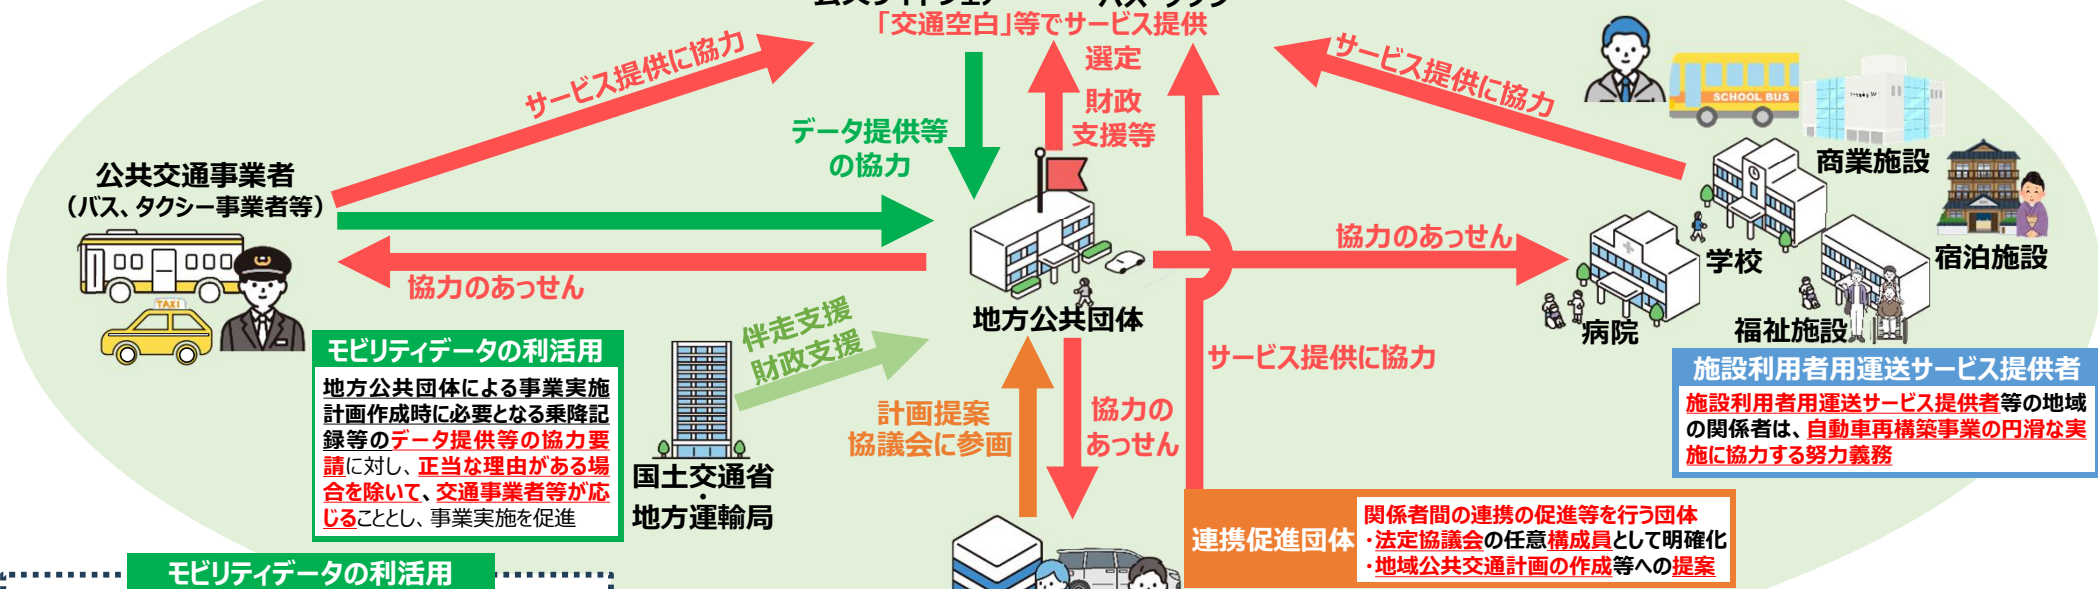 「交通空白」等でサービス提供
選定
財政
支援等
サービス提供に協力
サービス提供に協力
データ提供等
の協力
公共交通事業者
（バス、タクシー事業者等）
TAXI
SCHOOL BUS
商業施設
学校
宿泊施設
病院
福祉施設
協力のあっせん
協力のあっせん
地方公共団体
伴走支援
財政支援
国土交通省
・
地方運輸局
計画提案
協議会に参画
協力の
あっせん
サービス提供に協力
モビリティデータの利活用
地方公共団体による事業実施
計画作成時に必要となる乗降記
録等のデータ提供等の協力要
請に対し、正当な理由がある場
合を除いて、交通事業者等が応
じることとし、事業実施を促進
施設利用者用運送サービス提供者
施設利用者用運送サービス提供者等の地域
の関係者は、自動車再構築事業の円滑な実
施に協力する努力義務
連携促進団体
関係者間の連携の促進等を行う団体
・法定協議会の任意構成員として明確化
・地域公共交通計画の作成等への提案
モビリティデータの利活用